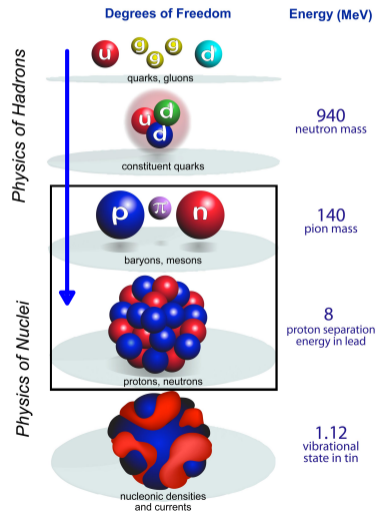 Degrees of Freedom
Energy (MeV)
Physics of Hadrons
u
g
g
g
g
d
quarks, gluons
u
d
d
940
neutron mass
constituent quarks
p
π
n
140
pion mass
baryons, mesons
Physics of Nuclei
8
proton separation
energy in lead
protons, neutrons
1.12
vibrational
state in tin
nucleonic densities
and currents